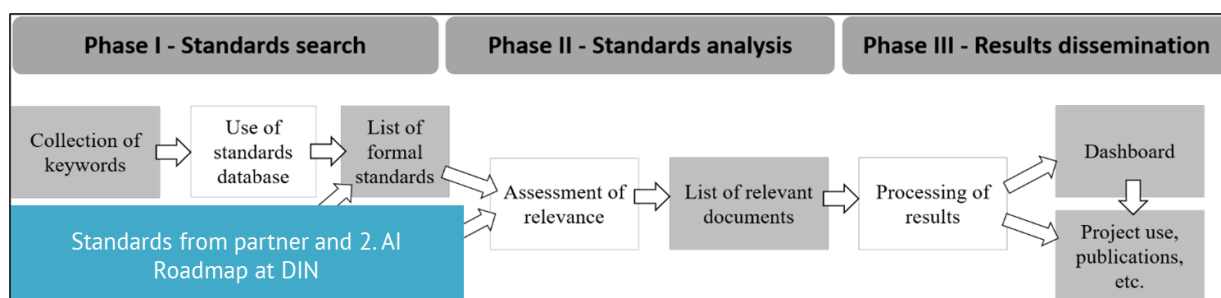 Phase I - Standards search
Phase II - Standards analysis
Phase III - Results dissemination
Collection of
keywords
Use of
standards
database
List of
formal
standards
Assessment of
relevance
List of relevant
documents
Processing of
results
Dashboard
Project use,
publications,
etc.
Standards from partner and 2. AI
Roadmap at DIN